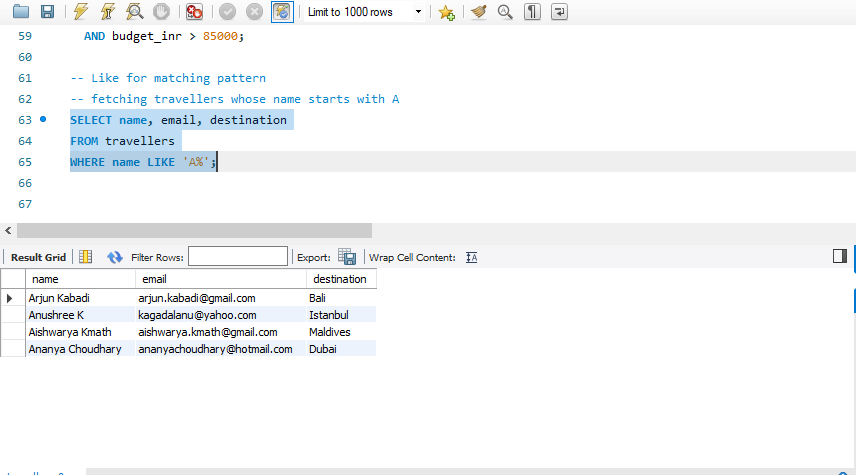 Limit to 1000 rows
59 AND budget_inr > 85000;
60
61 -- Like for matching pattern
62 -- fetching travellers whose name starts with A
63 SELECT name, email, destination
64 FROM travellers
65 WHERE name LIKE 'A%';
66
67
Result Grid Filter Rows: Export: Wrap Cell Content:
name email destination
Arjun Kabadi arjun.kabadi@gmail.com Bali
Anushree K kagadalanu@yahoo.com Istanbul
Aishwarya Kmath aishwarya.kmath@gmail.com Maldives
Ananya Choudhary ananyachoudhary@hotmail.com Dubai